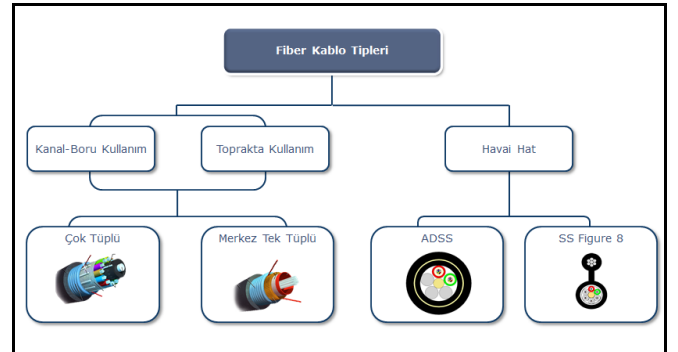 Fiber Kablo Tipleri
Kanal-Boru Kullanım
Toprakta Kullanım
Havai Hat
Çok Tüplü
Merkez Tek Tüplü
ADSS
SS Figure 8